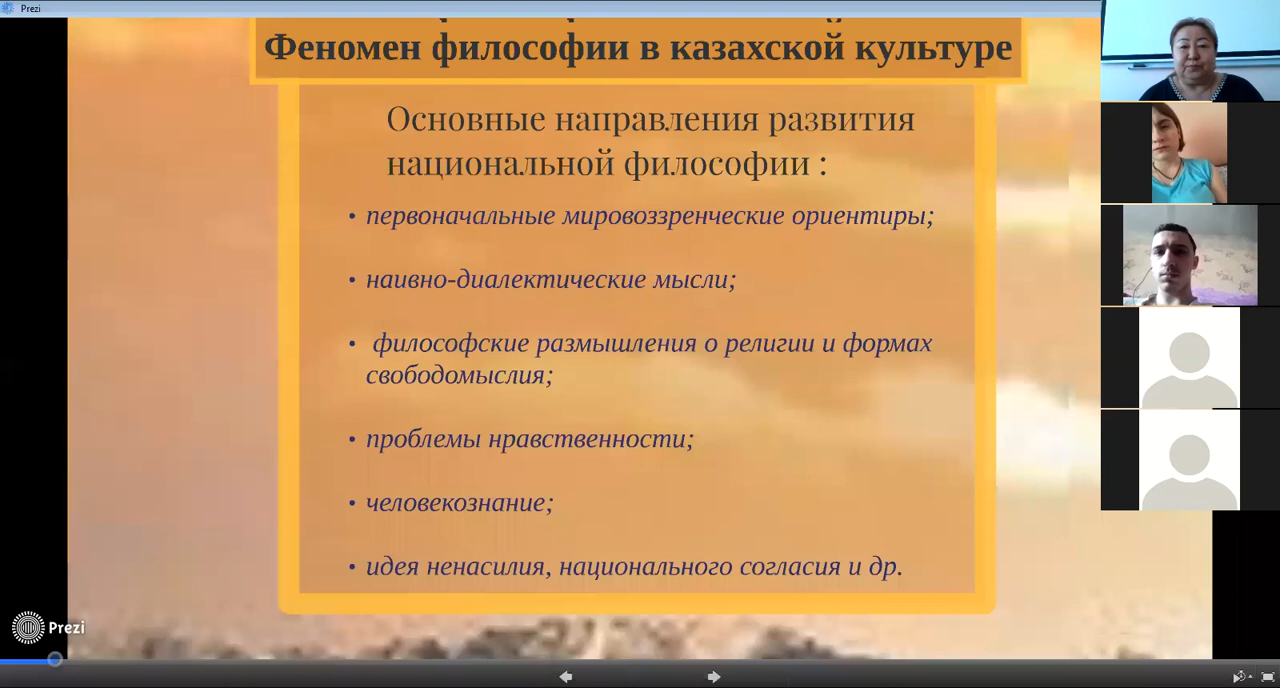 Prezi
Феномен философии в казахской культуре
Основные направления развития
национальной философии :
• первоначальные мировоззренческие ориентиры;
• наивно-диалектические мысли;
• философские размышления о религии и формах
свободомыслия;
• проблемы нравственности;
• человекознание;
• идея ненасилия, национального согласия и др.
Prezi